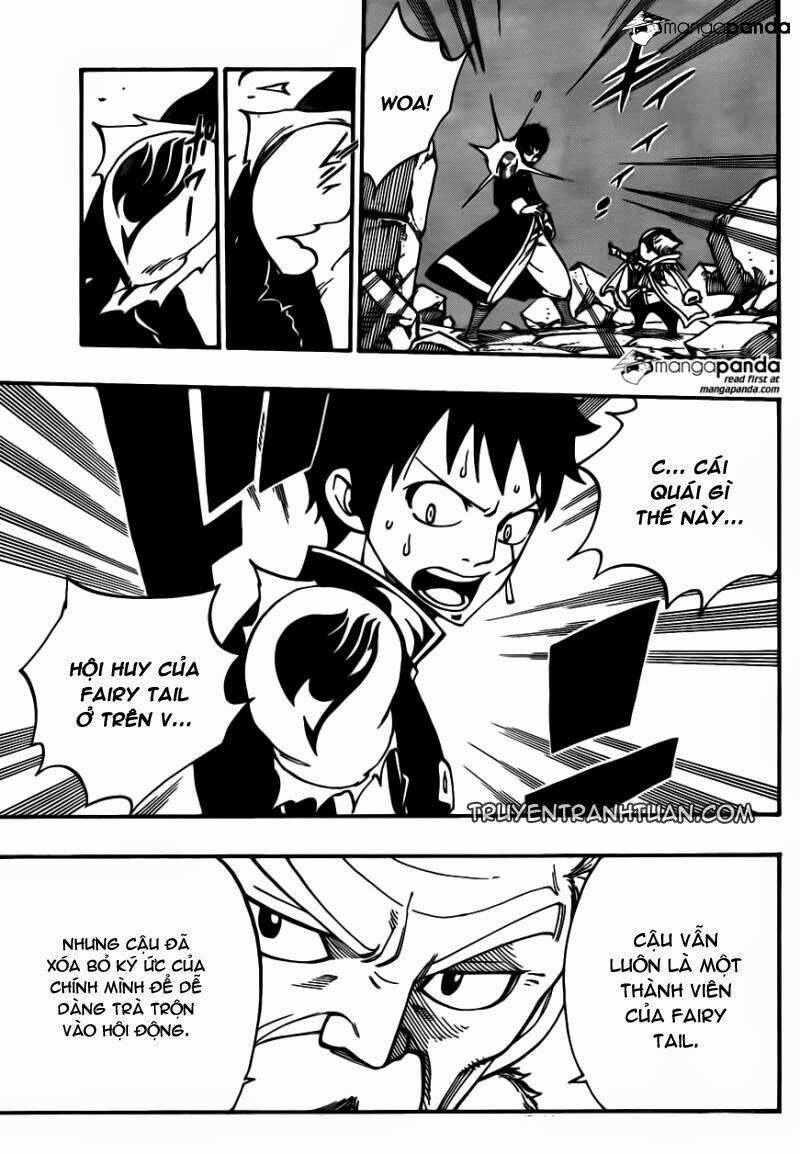 mangapanda
WOA!
mangapanda
read first at
mangapanda.com
C... CÁI
QUÁI GÌ
THẾ NÀY...
HỘI HUY CỦA
FAIRY TAIL
Ở TRÊN V...
TRUYENTRANHTUAN.COM
CẬU VẪN
LUÔN LÀ MỘT
THÀNH VIÊN
CỦA FAIRY
TAIL.
NHƯNG CẬU ĐÃ
XÓA BỎ KÝ ỨC CỦA
CHÍNH MÌNH ĐỂ DỄ
DÀNG TRÀ TRỘN
VÀO HỘI ĐỘNG.